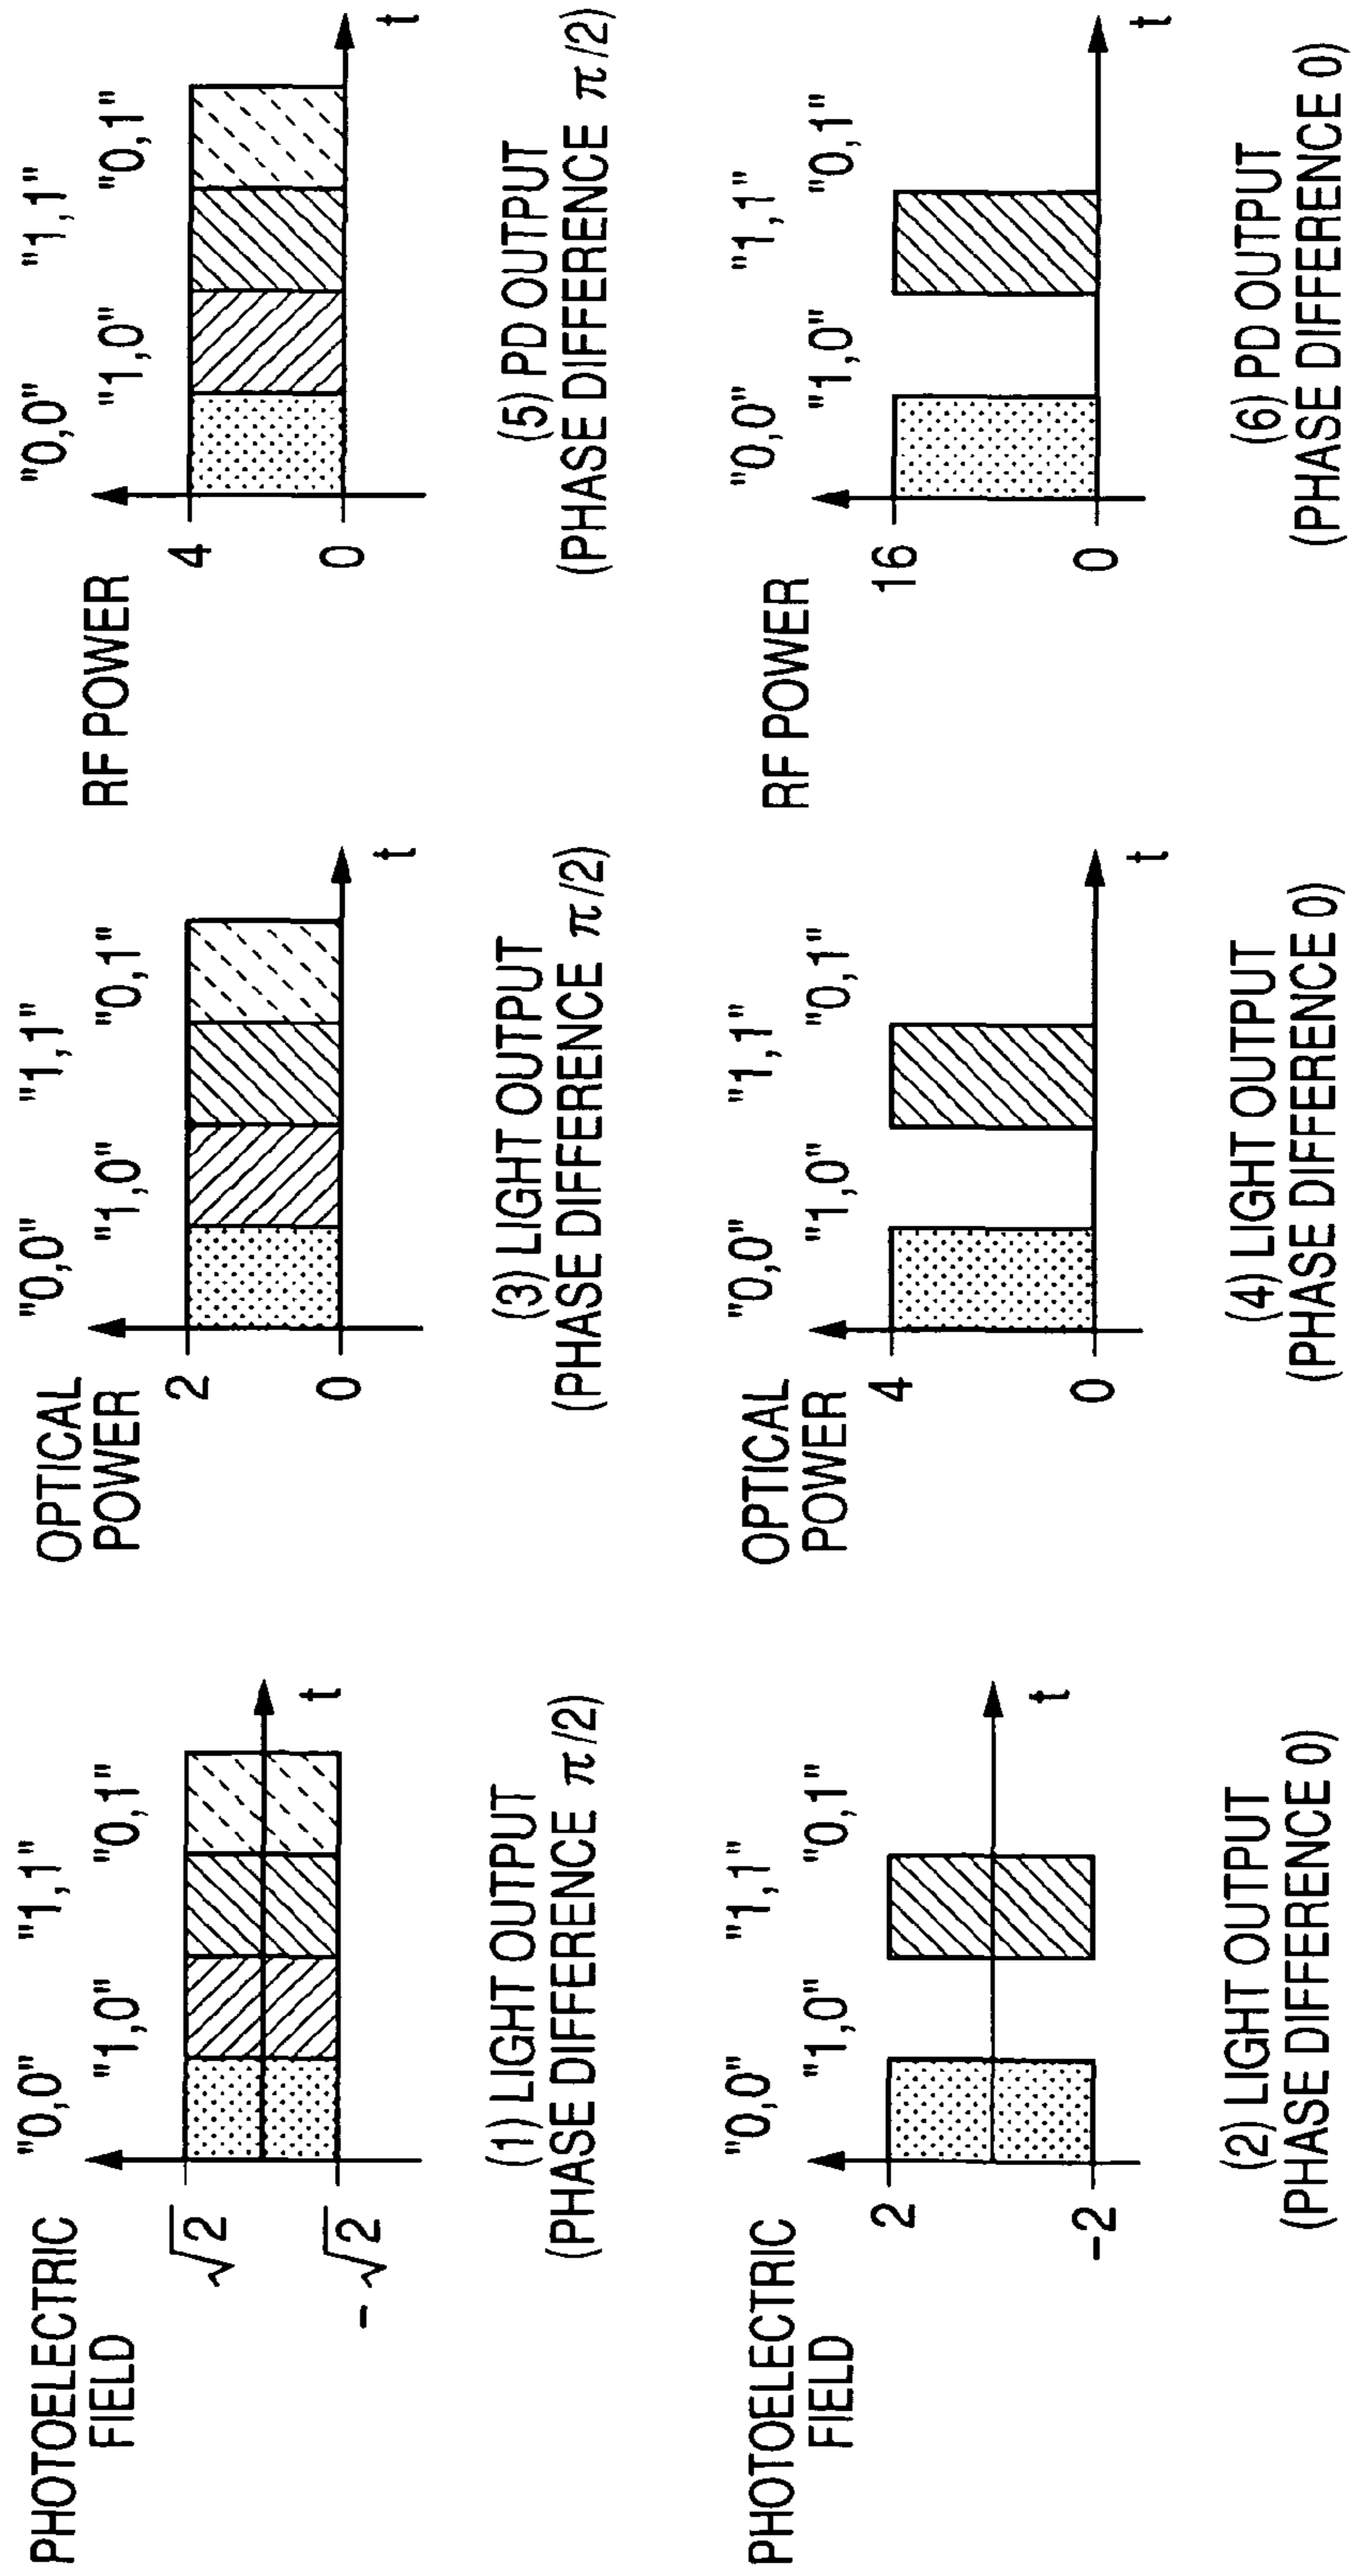 PHOTOELECTRIC
FIELD
"0,0" "1,1"
"1,0" "0,1"
√2
-√2
t
(1) LIGHT OUTPUT
(PHASE DIFFERENCE π/2)
OPTICAL
POWER
"0,0" "1,1"
"1,0" "0,1"
2
0
t
(3) LIGHT OUTPUT
(PHASE DIFFERENCE π/2)
RF POWER
"0,0" "1,1"
"1,0" "0,1"
4
0
t
(5) PD OUTPUT
(PHASE DIFFERENCE π/2)
PHOTOELECTRIC
FIELD
"0,0" "1,1"
"1,0" "0,1"
2
-2
t
(2) LIGHT OUTPUT
(PHASE DIFFERENCE 0)
OPTICAL
POWER
"0,0" "1,1"
"1,0" "0,1"
4
0
t
(4) LIGHT OUTPUT
(PHASE DIFFERENCE 0)
RF POWER
"0,0" "1,1"
"1,0" "0,1"
16
0
t
(6) PD OUTPUT
(PHASE DIFFERENCE 0)